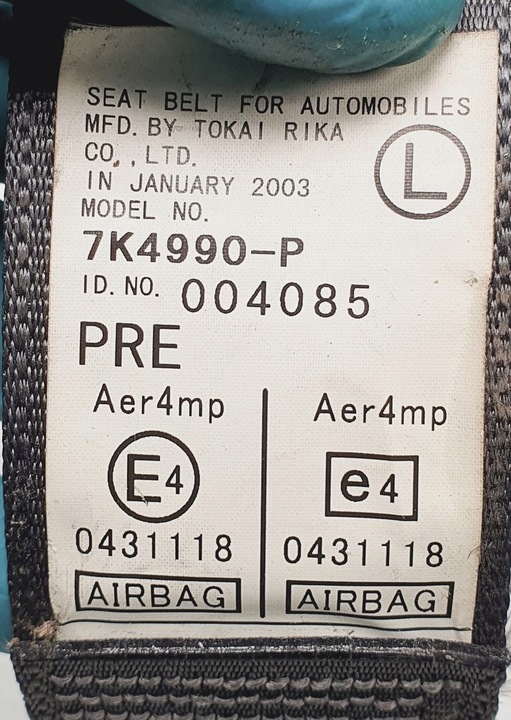 SEAT BELT FOR AUTOMOBILES
MFD. BY TOKAI RIKA
CO., LTD.
L
IN JANUARY 2003
MODEL NO.
7K4990-P
ID. NO. 004085
PRE
Aer4mp Aer4mp
E4 e4
0431118 0431118
AIRBAG AIRBAG